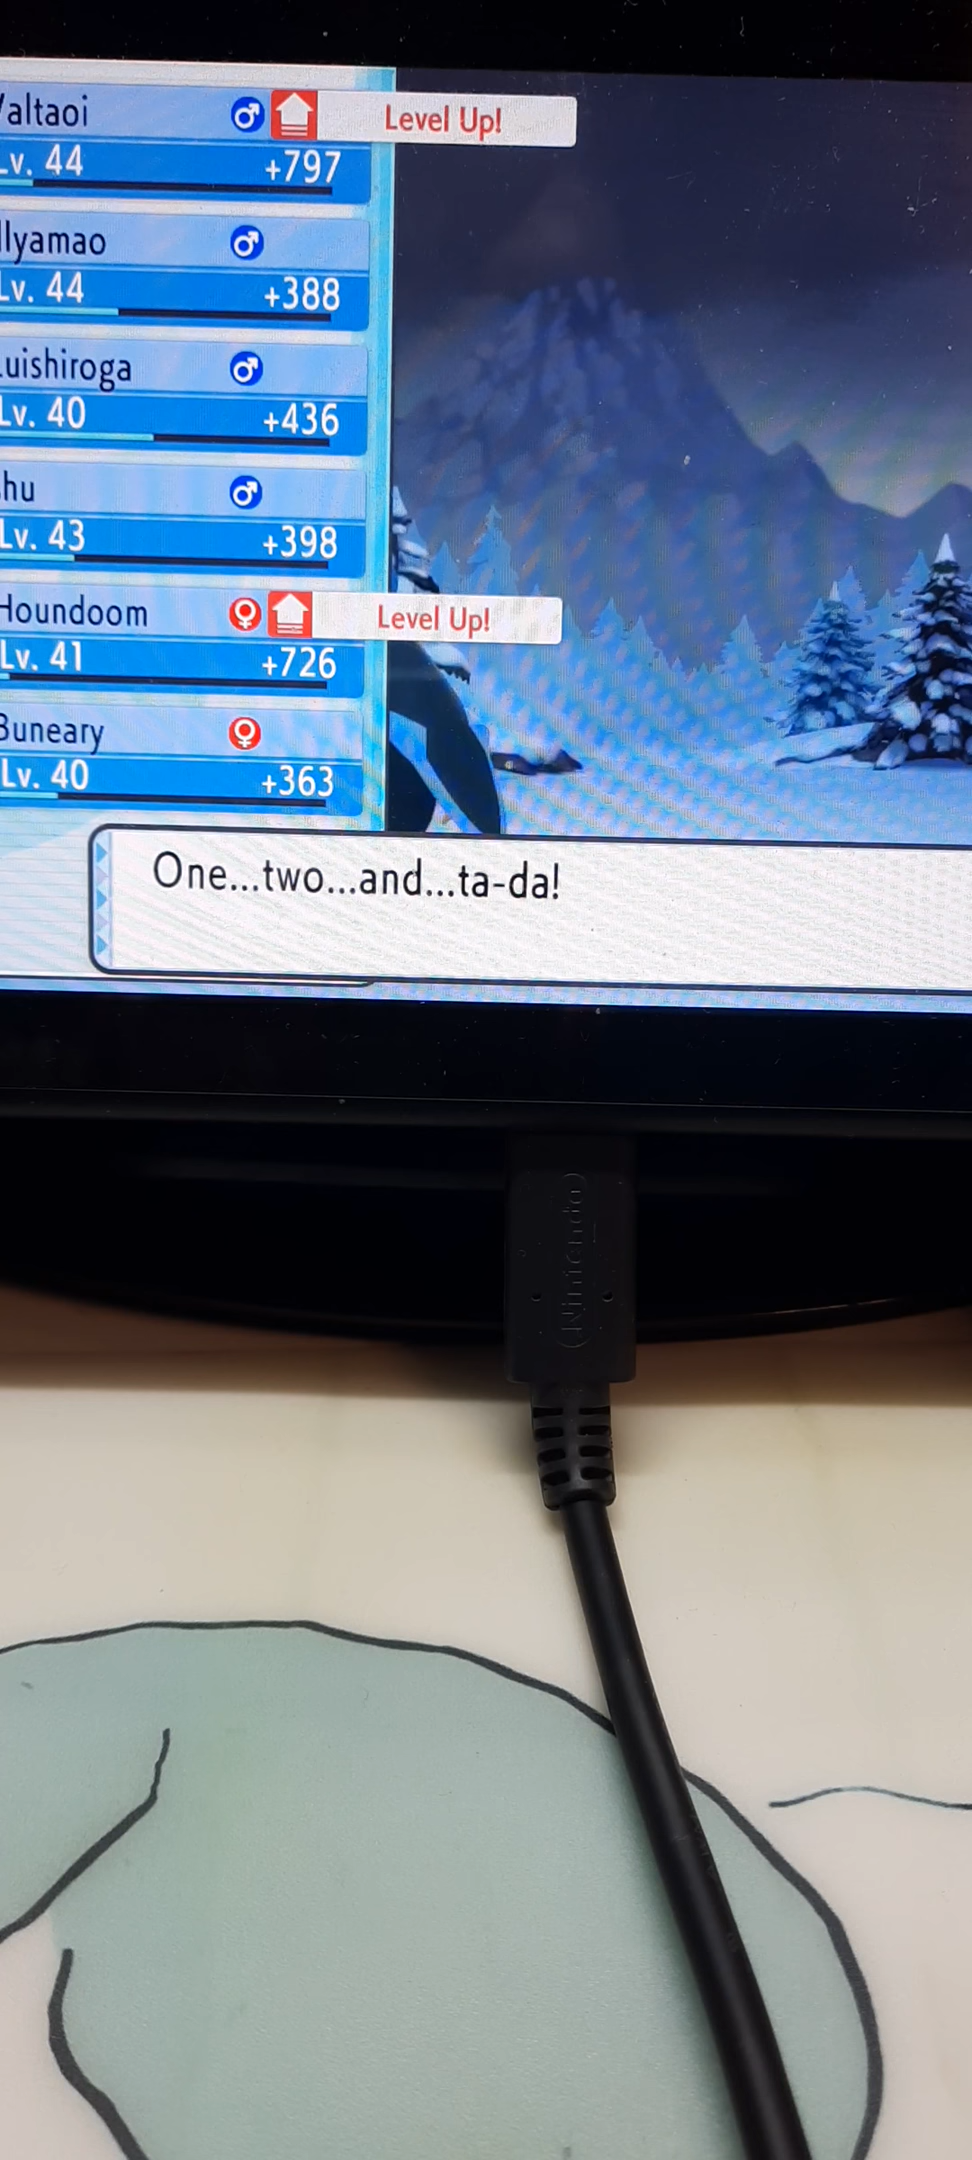 altaoi
Level Up!
Lv. 44
+797
llyamao
Lv. 44
+388
uishiroga
Lv. 40
+436
hu
Lv. 43
+398
Houndoom
Level Up!
Lv. 41
+726
Buneary
Lv. 40
+363
One...two...and...ta-da!
Nintendo